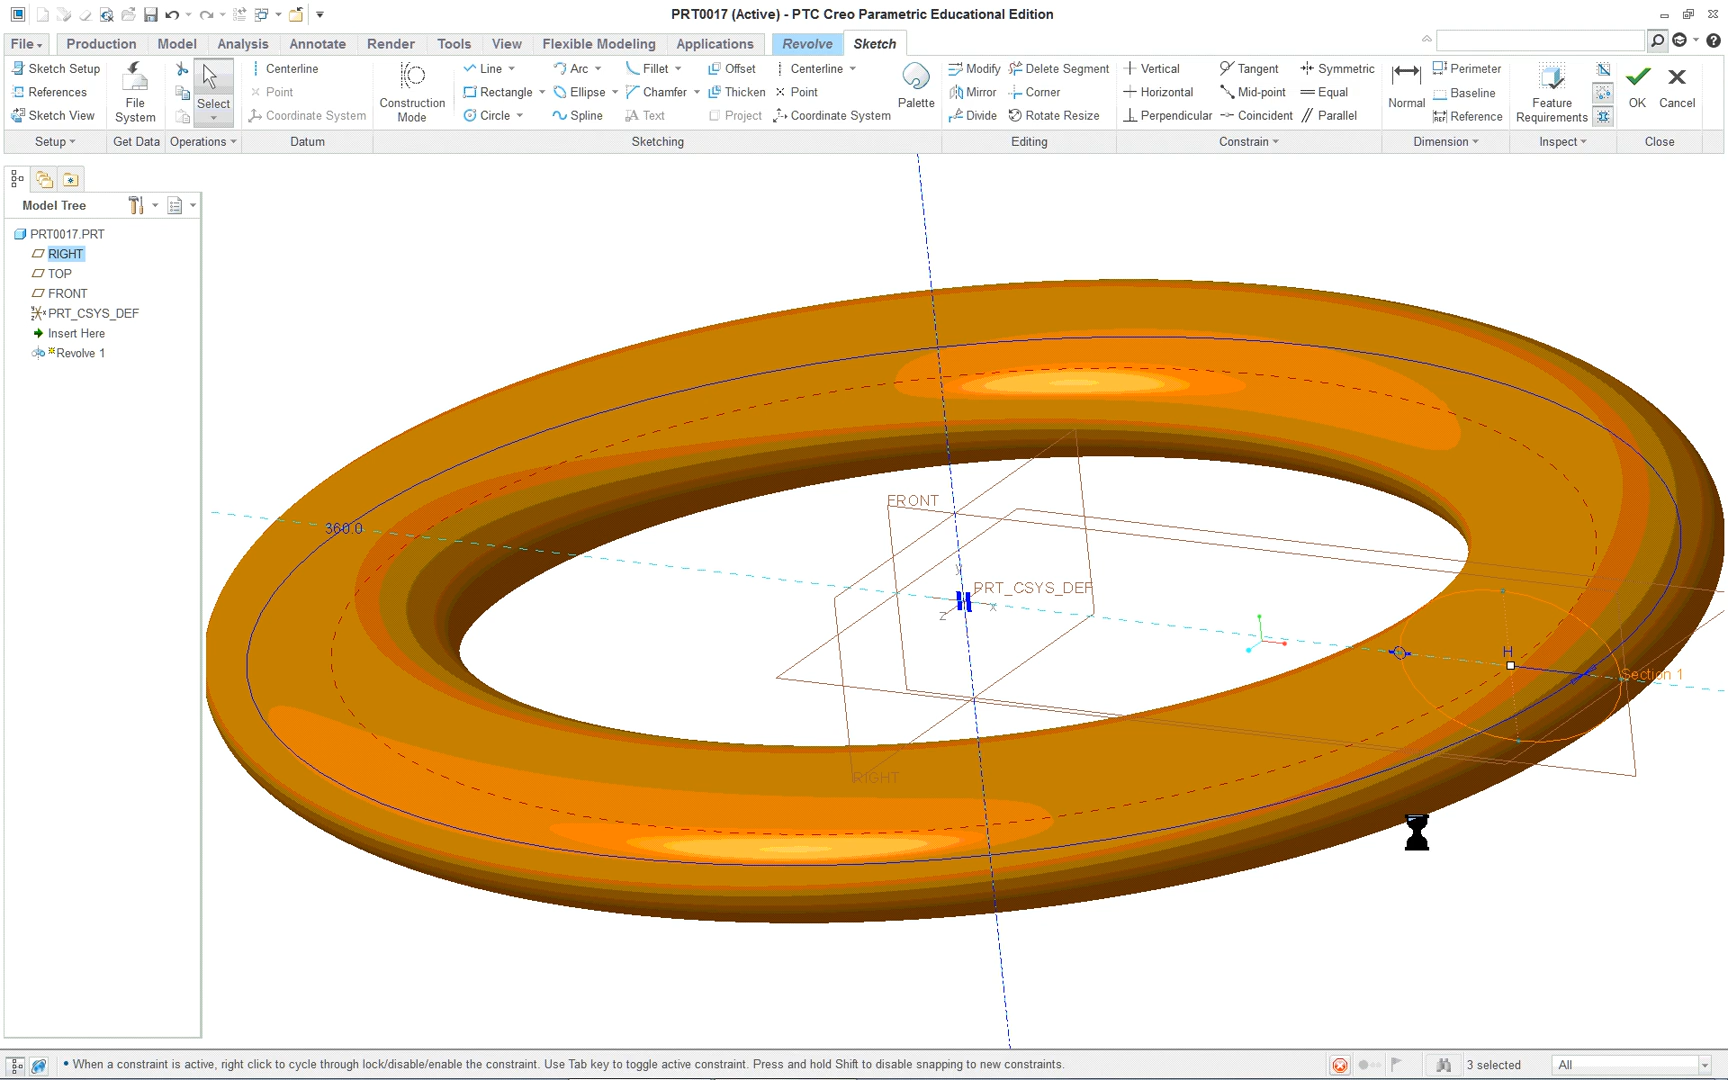 PRT0017 (Active) - PTC Creo Parametric Educational Edition
File Production Model Analysis Annotate Render Tools View Flexible Modeling Applications Revolve Sketch
Sketch Setup
References
Sketch View
Setup
File System
Get Data
Select
Operations
Centerline
Point
Coordinate System
Datum
Construction Mode
Line Arc Fillet Offset Centerline
Rectangle Ellipse Chamfer Thicken Point
Circle Spline Text Project Coordinate System
Palette
Sketching
Modify Delete Segment
Mirror Corner
Divide Rotate Resize
Editing
Vertical Tangent Symmetric
Horizontal Mid-point Equal
Perpendicular Coincident Parallel
Constrain
Normal
Perimeter
Baseline
Reference
Dimension
Feature Requirements
Inspect
OK Cancel
Close
Model Tree
PRT0017.PRT
RIGHT
TOP
FRONT
PRT_CSYS_DEF
Insert Here
Revolve 1
FRONT
360.0
y
PRT_CSYS_DEF
x
z
H
Section 1
RIGHT
When a constraint is active, right click to cycle through lock/disable/enable the constraint. Use Tab key to toggle active constraint. Press and hold Shift to disable snapping to new constraints.
3 selected
All